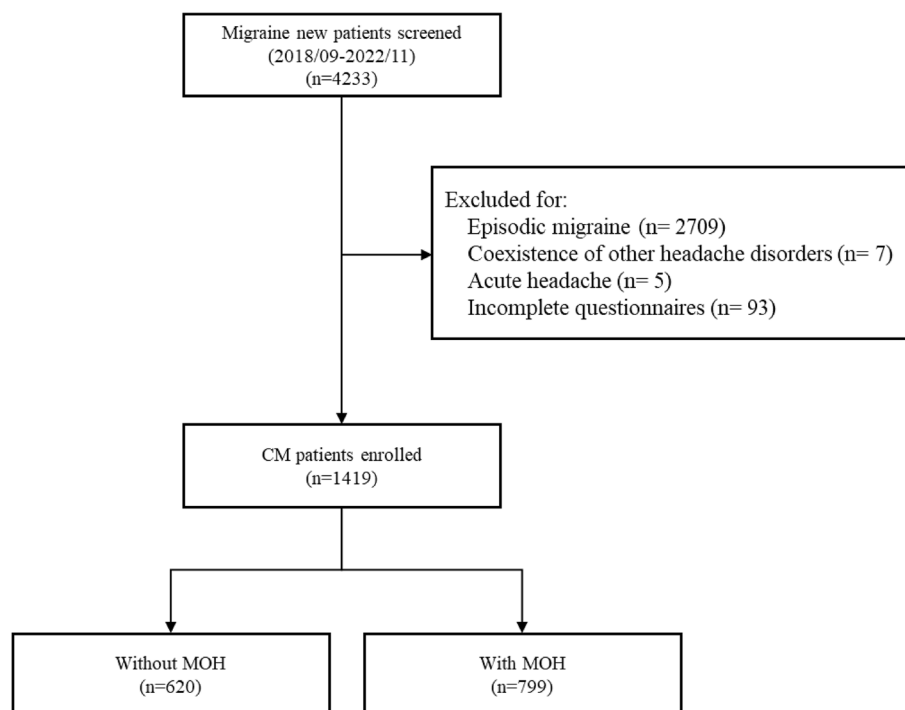 Migraine new patients screened
(2018/09-2022/11)
(n=4233)
Excluded for:
Episodic migraine (n= 2709)
Coexistence of other headache disorders (n= 7)
Acute headache (n= 5)
Incomplete questionnaires (n= 93)
CM patients enrolled
(n=1419)
Without MOH
(n=620)
With MOH
(n=799)